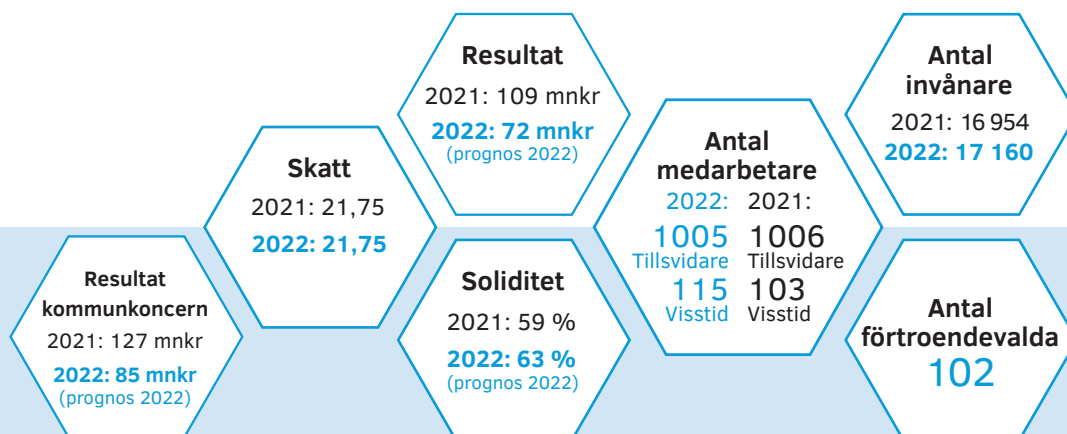 Resultat
kommunkoncern
2021: 127 mnkr
2022: 85 mnkr
(prognos 2022)
Skatt
2021: 21,75
2022: 21,75
Resultat
2021: 109 mnkr
2022: 72 mnkr
(prognos 2022)
Soliditet
2021: 59 %
2022: 63 %
(prognos 2022)
Antal
medarbetare
2022: 2021:
1005 1006
Tillsvidare Tillsvidare
115 103
Visstid Visstid
Antal
invånare
2021: 16 954
2022: 17 160
Antal
förtroendevalda
102